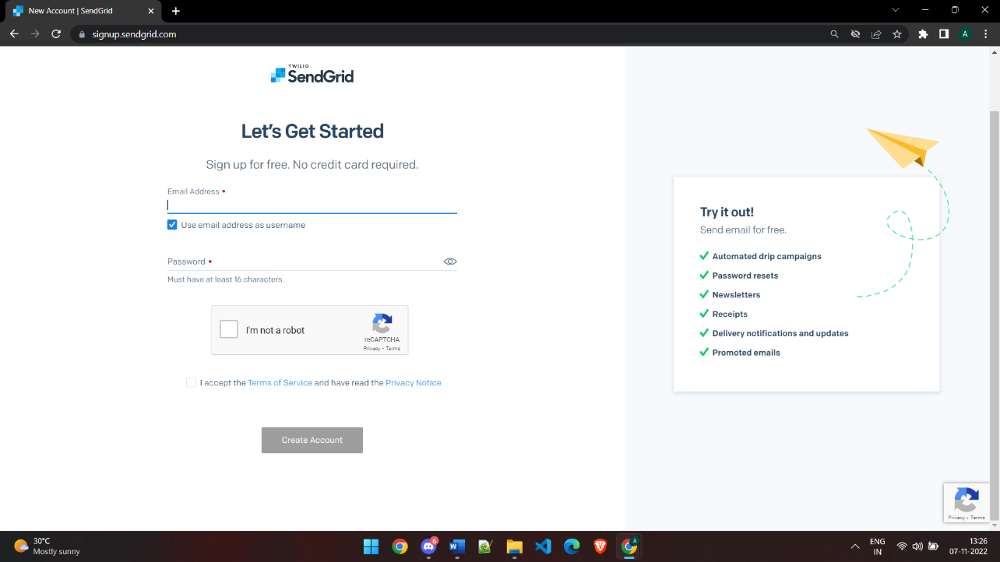 New Account | SendGrid
signup.sendgrid.com
A
TWILIO
SendGrid
Let's Get Started
Sign up for free. No credit card required.
Email Address •
Use email address as username
Password •
Must have at least 16 characters.
I'm not a robot
reCAPTCHA
Privacy - Terms
I accept the Terms of Service and have read the Privacy Notice
Create Account
Try it out!
Send email for free.
Automated drip campaigns
Password resets
Newsletters
Receipts
Delivery notifications and updates
Promoted emails
Privacy - Terms
30°C
Mostly sunny
6
W
A
ENG
IN
13:26
07-11-2022